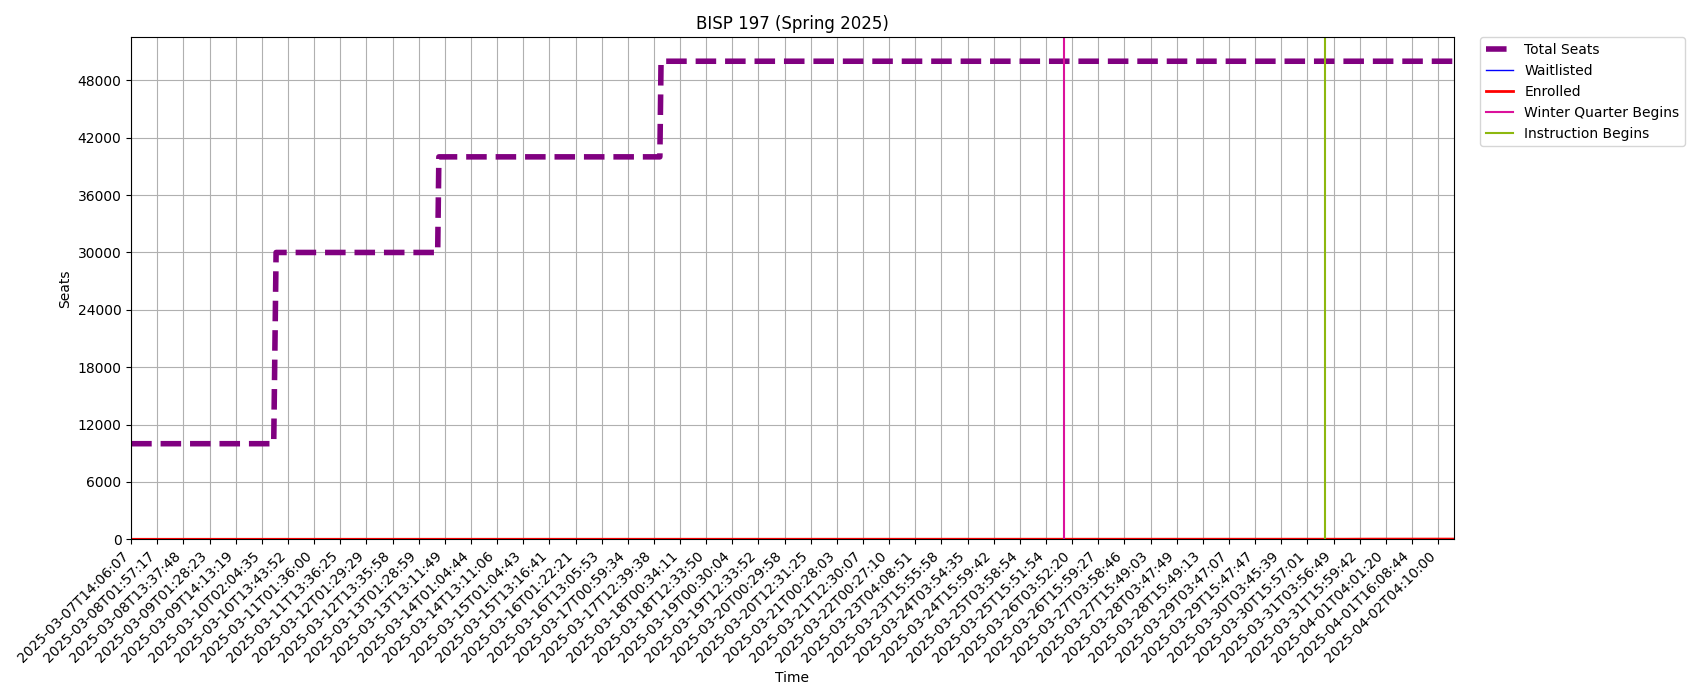 BISP 197 (Spring 2025)
Total Seats
Waitlisted
Enrolled
Winter Quarter Begins
Instruction Begins
48000
42000
36000
30000
24000
18000
12000
6000
0
Seats
2025-03-07T14:06:07
2025-03-08T01:57:17
2025-03-08T13:37:48
2025-03-09T01:28:23
2025-03-09T14:13:19
2025-03-10T02:04:35
2025-03-10T13:43:52
2025-03-11T01:36:00
2025-03-11T13:36:25
2025-03-12T01:29:29
2025-03-12T13:35:58
2025-03-13T01:28:59
2025-03-13T13:11:49
2025-03-14T01:04:44
2025-03-14T13:11:06
2025-03-15T01:04:43
2025-03-15T13:16:41
2025-03-16T01:22:21
2025-03-16T13:05:53
2025-03-17T00:59:34
2025-03-17T12:39:38
2025-03-18T00:34:11
2025-03-18T12:33:50
2025-03-19T00:30:04
2025-03-19T12:33:52
2025-03-20T00:29:58
2025-03-20T12:31:25
2025-03-21T00:28:03
2025-03-21T12:30:07
2025-03-22T00:27:10
2025-03-23T04:08:51
2025-03-23T15:55:58
2025-03-24T03:54:35
2025-03-24T15:59:42
2025-03-25T03:58:54
2025-03-25T15:51:54
2025-03-26T03:52:20
2025-03-26T15:59:27
2025-03-27T03:58:46
2025-03-27T15:49:03
2025-03-28T03:47:49
2025-03-28T15:49:13
2025-03-29T03:47:07
2025-03-29T15:47:47
2025-03-30T03:45:39
2025-03-30T15:57:01
2025-03-31T03:56:49
2025-03-31T15:59:42
2025-04-01T04:01:20
2025-04-01T16:08:44
2025-04-02T04:10:00
Time